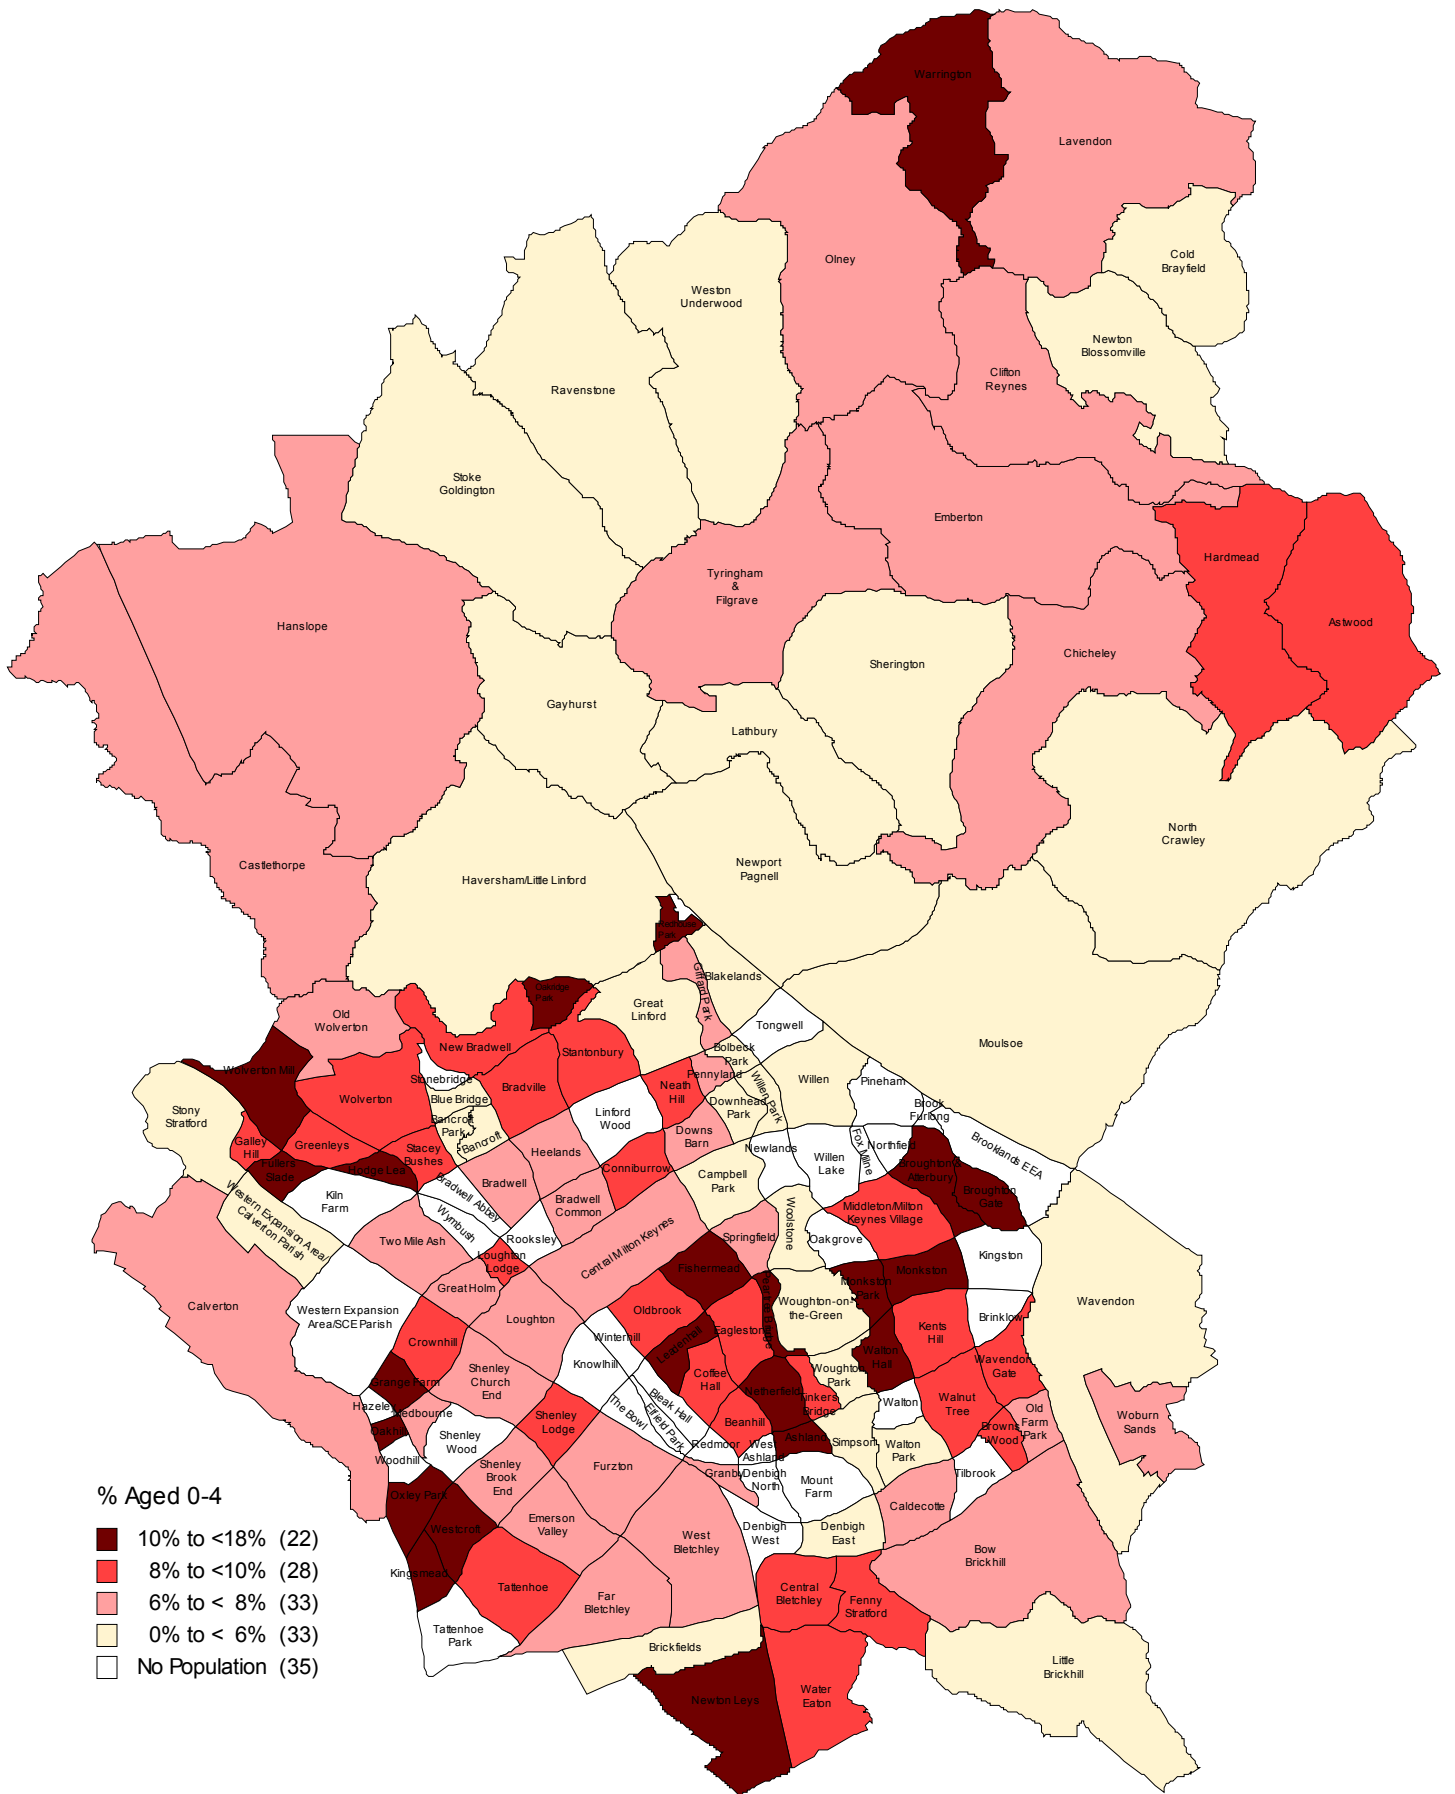 Warrington
Lavendon
Cold
Brayfield
Olney
Weston
Underwood
Newton
Blossomville
Clifton
Reynes
Ravenstone
Stoke
Goldington
Emberton
Hardmead
Tyringham
&
Filgrave
Astwood
Hanslope
Chicheley
Sherington
Gayhurst
Lathbury
North
Crawley
Castlethorpe
Newport
Pagnell
Haversham/Little Linford
Redhouse
Park
Giffard Park
Blakelands
Oakridge
Park
Great
Linford
Old
Wolverton
Tongwell
Moulsoe
New Bradwell
Stantonbury
Bolbeck
Park
Wolverton Mill
Stonebridge
Pennyland
Willen Park
Willen
Pineham
Bradville
Neath
Hill
Wolverton
Blue Bridge
Downhead
Park
Brook
Furlong
Stony
Stratford
Linford
Wood
Bancroft
Park
Bancroft
Downs
Barn
Galley
Hill
Greenleys
Stacey
Bushes
Heelands
Newlands
Willen
Lake
Fox Milne
Northfield
Brooklands EEA
Fullers
Slade
Hodge Lea
Conniburrow
Campbell
Park
Broughton &
Atterbury
Broughton
Gate
Bradwell Abbey
Bradwell
Kiln
Farm
Bradwell
Common
Western Expansion Area/
Calverton Parish
Wymbush
Woolstone
Middleton/Milton
Keynes Village
Two Mile Ash
Rooksley
Central Milton Keynes
Springfield
Oakgrove
Kingston
Loughton
Lodge
Fishermead
Monkston
Great Holm
Monkston
Park
Calverton
Woughton-on-
the-Green
Wavendon
Western Expansion
Area/SCE Parish
Loughton
Oldbrook
Brinklow
Crownhill
Winterhill
Eaglestone
Kents
Hill
Leadenhall
Walton
Hall
Knowlhill
Wavendon
Gate
Shenley
Church
End
Coffee
Hall
Woughton
Park
Grange Farm
Netherfield
Tinkers
Bridge
Walnut
Tree
Hazeley
Medbourne
Bleak Hall
Walton
The Bowl
Elfield Park
Old
Farm
Park
Woburn
Sands
Shenley
Lodge
Beanhill
Browns
Wood
Oakhill
Shenley
Wood
Redmoor
West
Ashland
Ashland
Simpson
Walton
Park
Woodhill
Shenley
Brook
End
Furzton
Granby
Denbigh
North
Mount
Farm
Tilbrook
Oxley Park
Caldecotte
Westcroft
Emerson
Valley
West
Bletchley
Denbigh
West
Denbigh
East
Bow
Brickhill
Kingsmead
Tattenhoe
Far
Bletchley
Central
Bletchley
Fenny
Stratford
Tattenhoe
Park
Brickfields
Little
Brickhill
Newton Leys
Water
Eaton
% Aged 0-4
10% to <18% (22)
8% to <10% (28)
6% to < 8% (33)
0% to < 6% (33)
No Population (35)